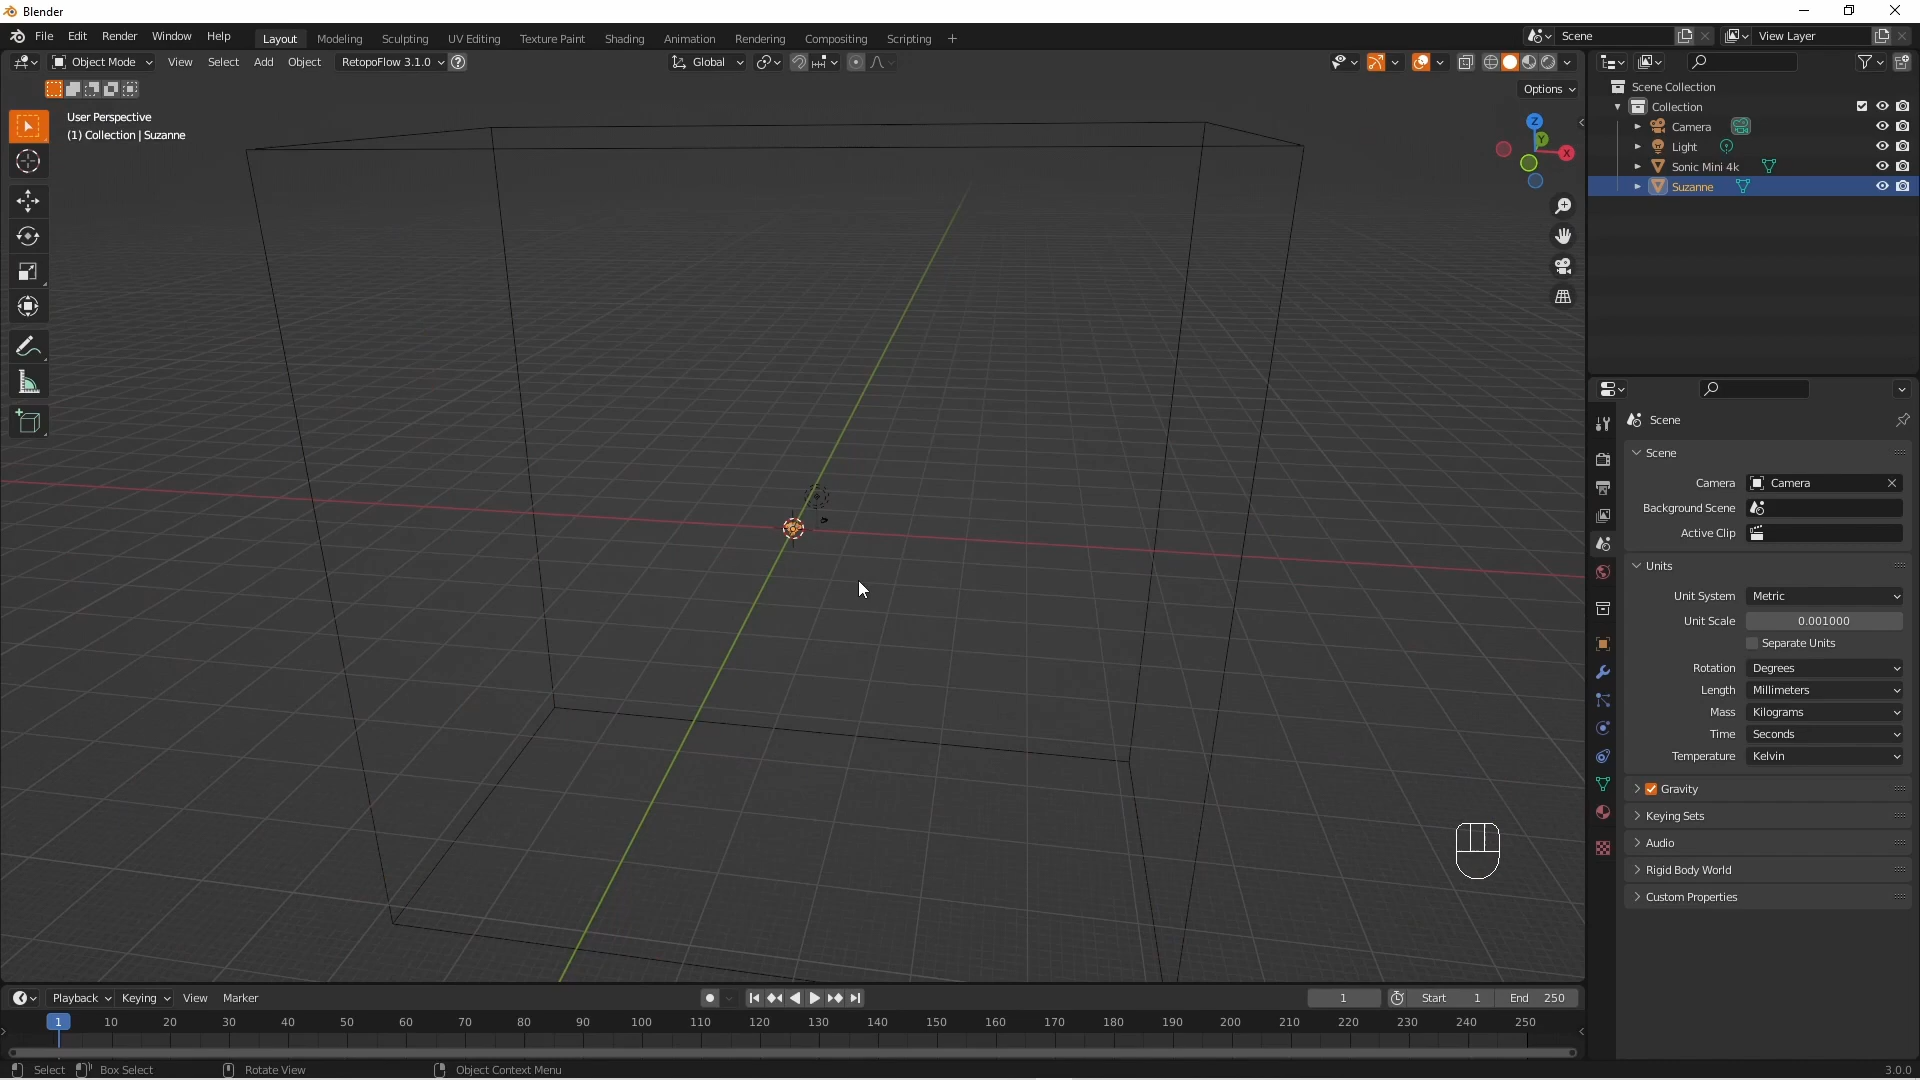 Blender
File Edit Render Window Help Layout Modeling Sculpting UV Editing Texture Paint Shading Animation Rendering Compositing Scripting + Scene View Layer
Object Mode View Select Add Object RetopoFlow 3.1.0 ? Global
Options
User Perspective
(1) Collection | Suzanne
Z
Y
X
Scene Collection
Collection
Camera
Light
Sonic Mini 4k
Suzanne
Scene
Scene
Camera Camera
Background Scene
Active Clip
Units
Unit System Metric
Unit Scale 0.001000
Separate Units
Rotation Degrees
Length Millimeters
Mass Kilograms
Time Seconds
Temperature Kelvin
Gravity
Keying Sets
Audio
Rigid Body World
Custom Properties
Playback Keying View Marker 1 Start 1 End 250
1 10 20 30 40 50 60 70 80 90 100 110 120 130 140 150 160 170 180 190 200 210 220 230 240 250
Select Box Select Rotate View Object Context Menu 3.0.0